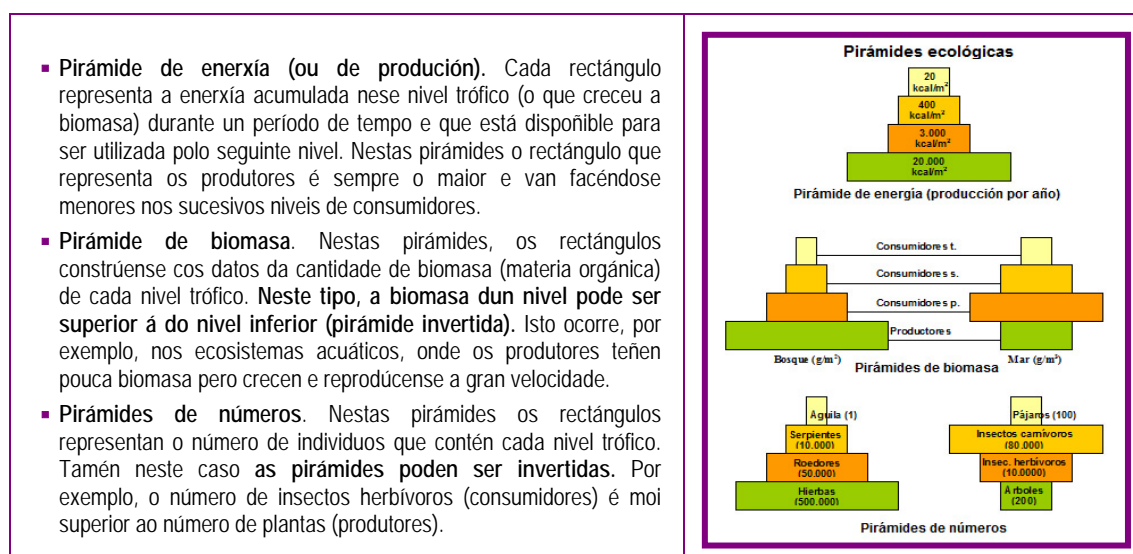 ▪ Pirámide de enerxía (ou de produción). Cada rectángulo
representa a enerxía acumulada nese nivel trófico (o que creceu a
biomasa) durante un período de tempo e que está dispoñible para
ser utilizada polo seguinte nivel. Nestas pirámides o rectángulo que
representa os produtores é sempre o maior e van facéndose
menores nos sucesivos niveis de consumidores.
▪ Pirámide de biomasa. Nestas pirámides, os rectángulos
constrúense cos datos da cantidade de biomasa (materia orgánica)
de cada nivel trófico. Neste tipo, a biomasa dun nivel pode ser
superior á do nivel inferior (pirámide invertida). Isto ocorre, por
exemplo, nos ecosistemas acuáticos, onde os produtores teñen
pouca biomasa pero crecen e reprodúcense a gran velocidade.
▪ Pirámides de números. Nestas pirámides os rectángulos
representan o número de individuos que contén cada nivel trófico.
Tamén neste caso as pirámides poden ser invertidas. Por
exemplo, o número de insectos herbívoros (consumidores) é moi
superior ao número de plantas (produtores).
Pirámides ecológicas
20
kcal/m²
400
kcal/m²
3.000
kcal/m²
20.000
kcal/m²
Pirámide de energía (producción por año)
Consumidores t.
Consumidores s.
Consumidores p.
Productores
Bosque (g/m²)
Mar (g/m³)
Pirámides de biomasa
Aguila (1)
Serpientes
(10.000)
Roedores
(50.000)
Hierbas
(500.000)
Pájaros (100)
Insectos carnívoros
(80.000)
Insec. herbívoros
(10.0000)
Arboles
(200)
Pirámides de números